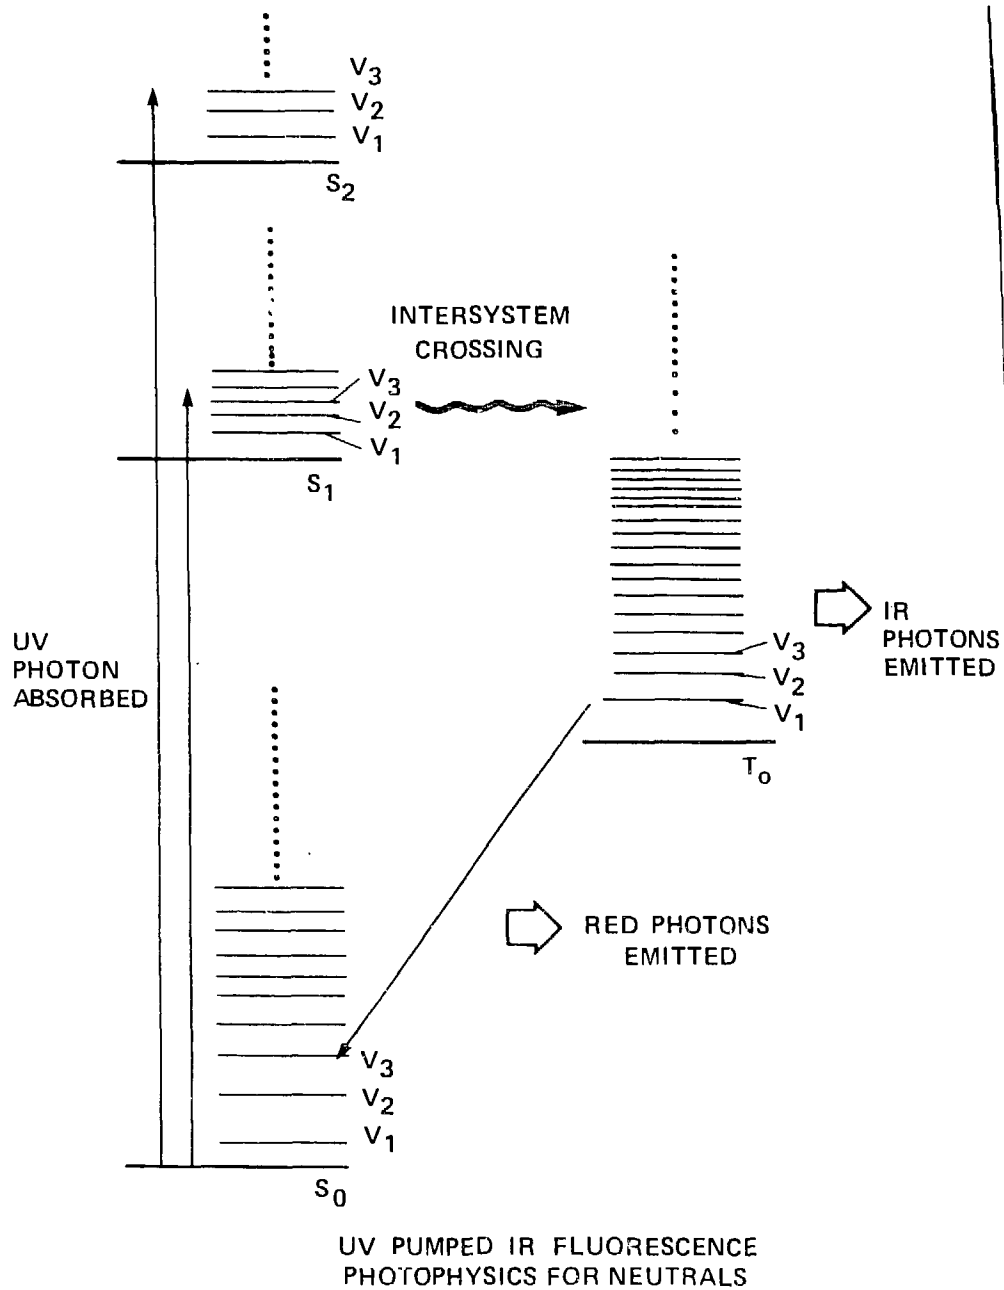 V3
V2
V1
S2
INTERSYSTEM
CROSSING
V3
V2
V1
S1
UV
PHOTON
ABSORBED
IR
PHOTONS
EMITTED
V3
V2
V1
To
RED PHOTONS
EMITTED
V3
V2
V1
S0
UV PUMPED IR FLUORESCENCE
PHOTOPHYSICS FOR NEUTRALS